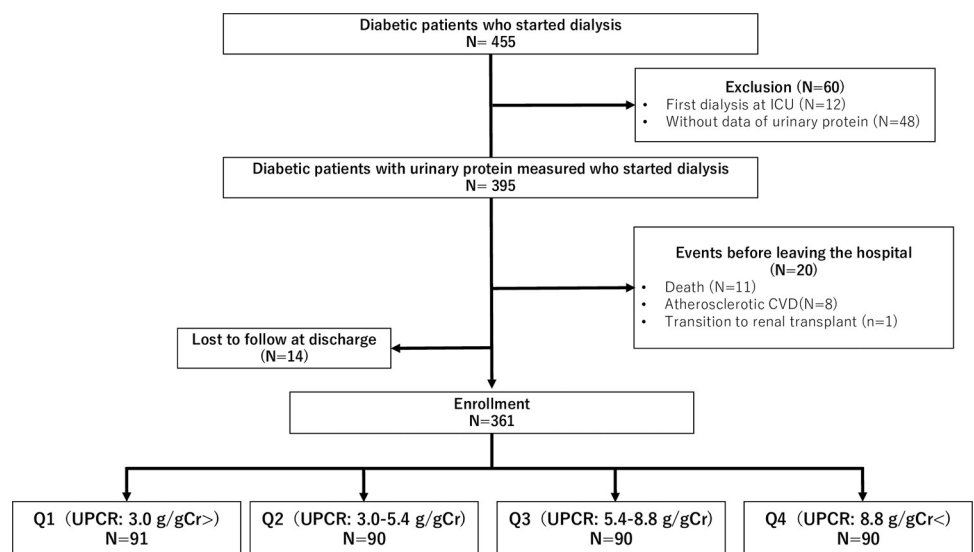 Diabetic patients who started dialysis
N= 455
Exclusion (N=60)
• First dialysis at ICU (N=12)
• Without data of urinary protein (N=48)
Diabetic patients with urinary protein measured who started dialysis
N= 395
Events before leaving the hospital
(N=20)
• Death (N=11)
• Atherosclerotic CVD(N=8)
• Transition to renal transplant (n=1)
Lost to follow at discharge
(N=14)
Enrollment
N=361
Q1（UPCR: 3.0 g/gCr>)
N=91
Q2（UPCR: 3.0-5.4 g/gCr)
N=90
Q3（UPCR: 5.4-8.8 g/gCr)
N=90
Q4（UPCR: 8.8 g/gCr<)
N=90